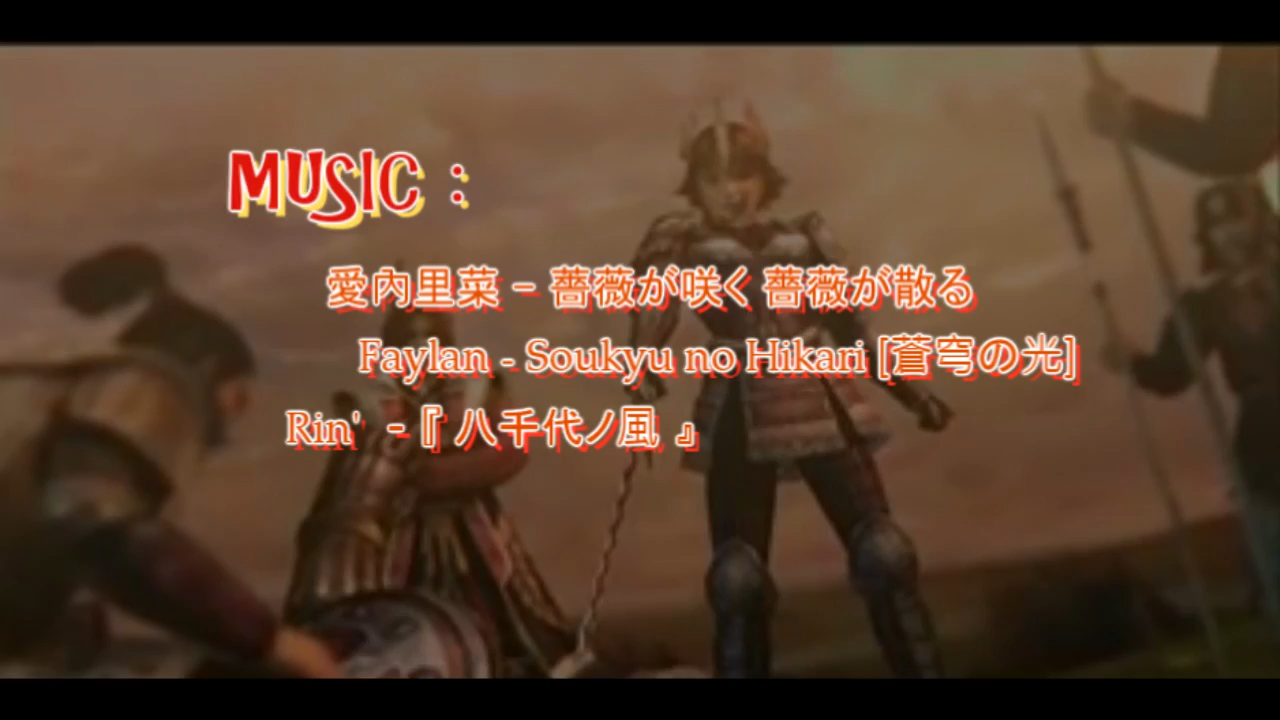 MUSIC :
愛內里菜 - 薔薇が咲く 薔薇が散る
Faylan - Soukyu no Hikari [蒼穹の光]
Rin' -『 八千代ノ風 』